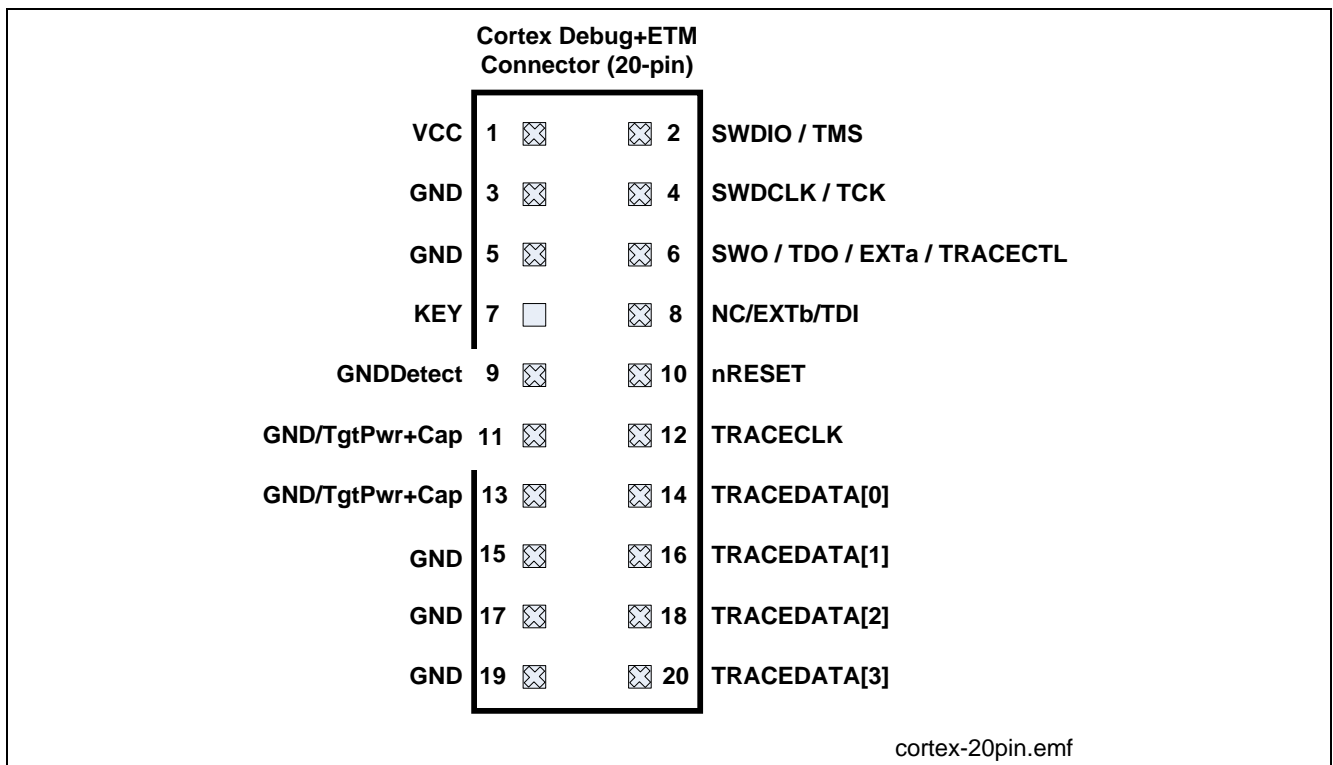 Cortex Debug+ETM
Connector (20-pin)
VCC 1 2 SWDIO / TMS
GND 3 4 SWDCLK / TCK
GND 5 6 SWO / TDO / EXTa / TRACECTL
KEY 7 8 NC/EXTb/TDI
GNDDetect 9 10 nRESET
GND/TgtPwr+Cap 11 12 TRACECLK
GND/TgtPwr+Cap 13 14 TRACEDATA[0]
GND 15 16 TRACEDATA[1]
GND 17 18 TRACEDATA[2]
GND 19 20 TRACEDATA[3]
cortex-20pin.emf